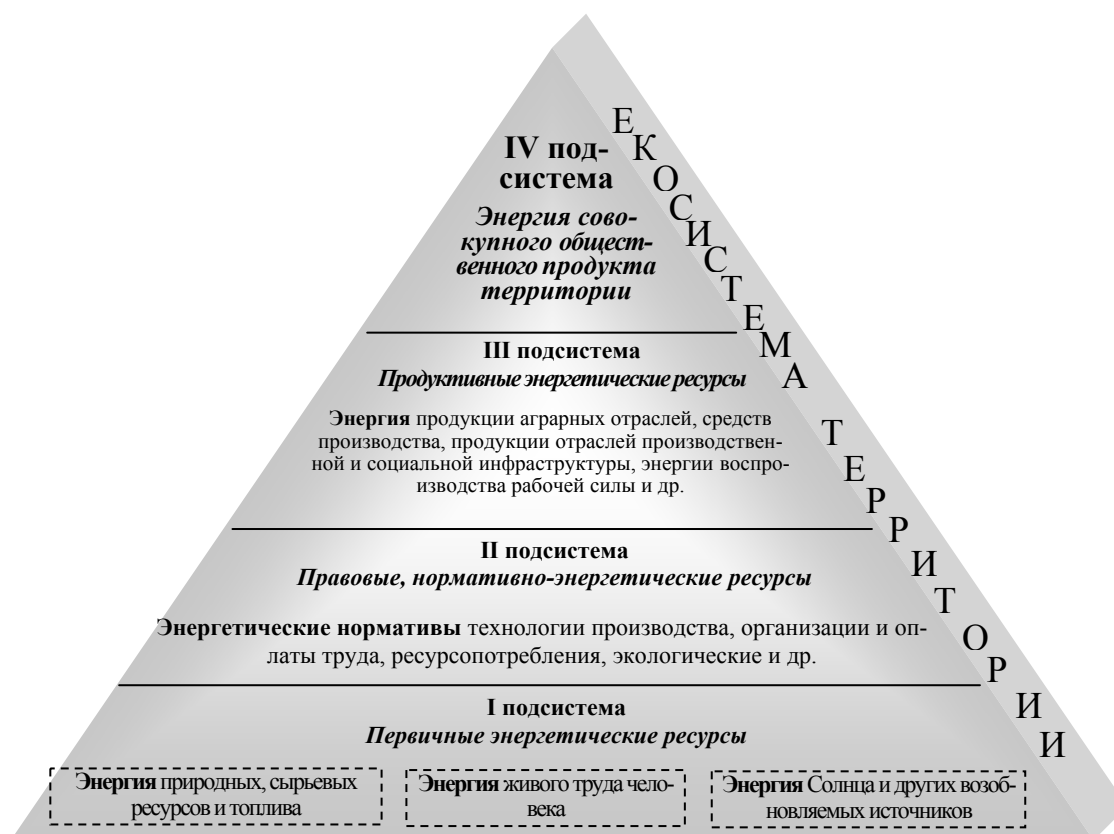 IV под-
система
Энергия сово-
купного общест-
венного продукта
территории
III подсистема
Продуктивные энергетические ресурсы
Энергия продукции аграрных отраслей, средств
производства, продукции отраслей производствен-
ной и социальной инфраструктуры, энергии воспро-
изводства рабочей силы и др.
II подсистема
Правовые, нормативно-энергетические ресурсы
Энергетические нормативы технологии производства, организации и оп-
латы труда, ресурсопотребления, экологические и др.
I подсистема
Первичные энергетические ресурсы
Энергия природных, сырьевых
ресурсов и топлива
Энергия живого труда чело-
века
Энергия Солнца и других возоб-
новляемых источников
ЕКОСИСТЕМА ТЕРРИТОРИИ